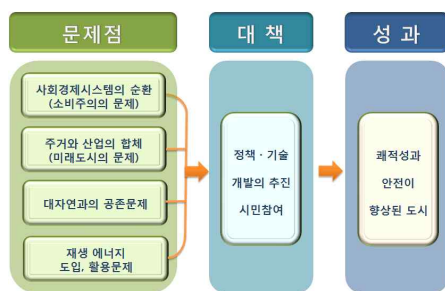 문제점
사회경제시스템의 순환
(소비주의의 문제)
주거와 산업의 합체
(미래도시의 문제)
대자연과의 공존문제
재생 에너지
도입, 활용문제
대 책
정책 · 기술
개발의 추진
시민참여
성 과
쾌적성과
안전이
향상된 도시